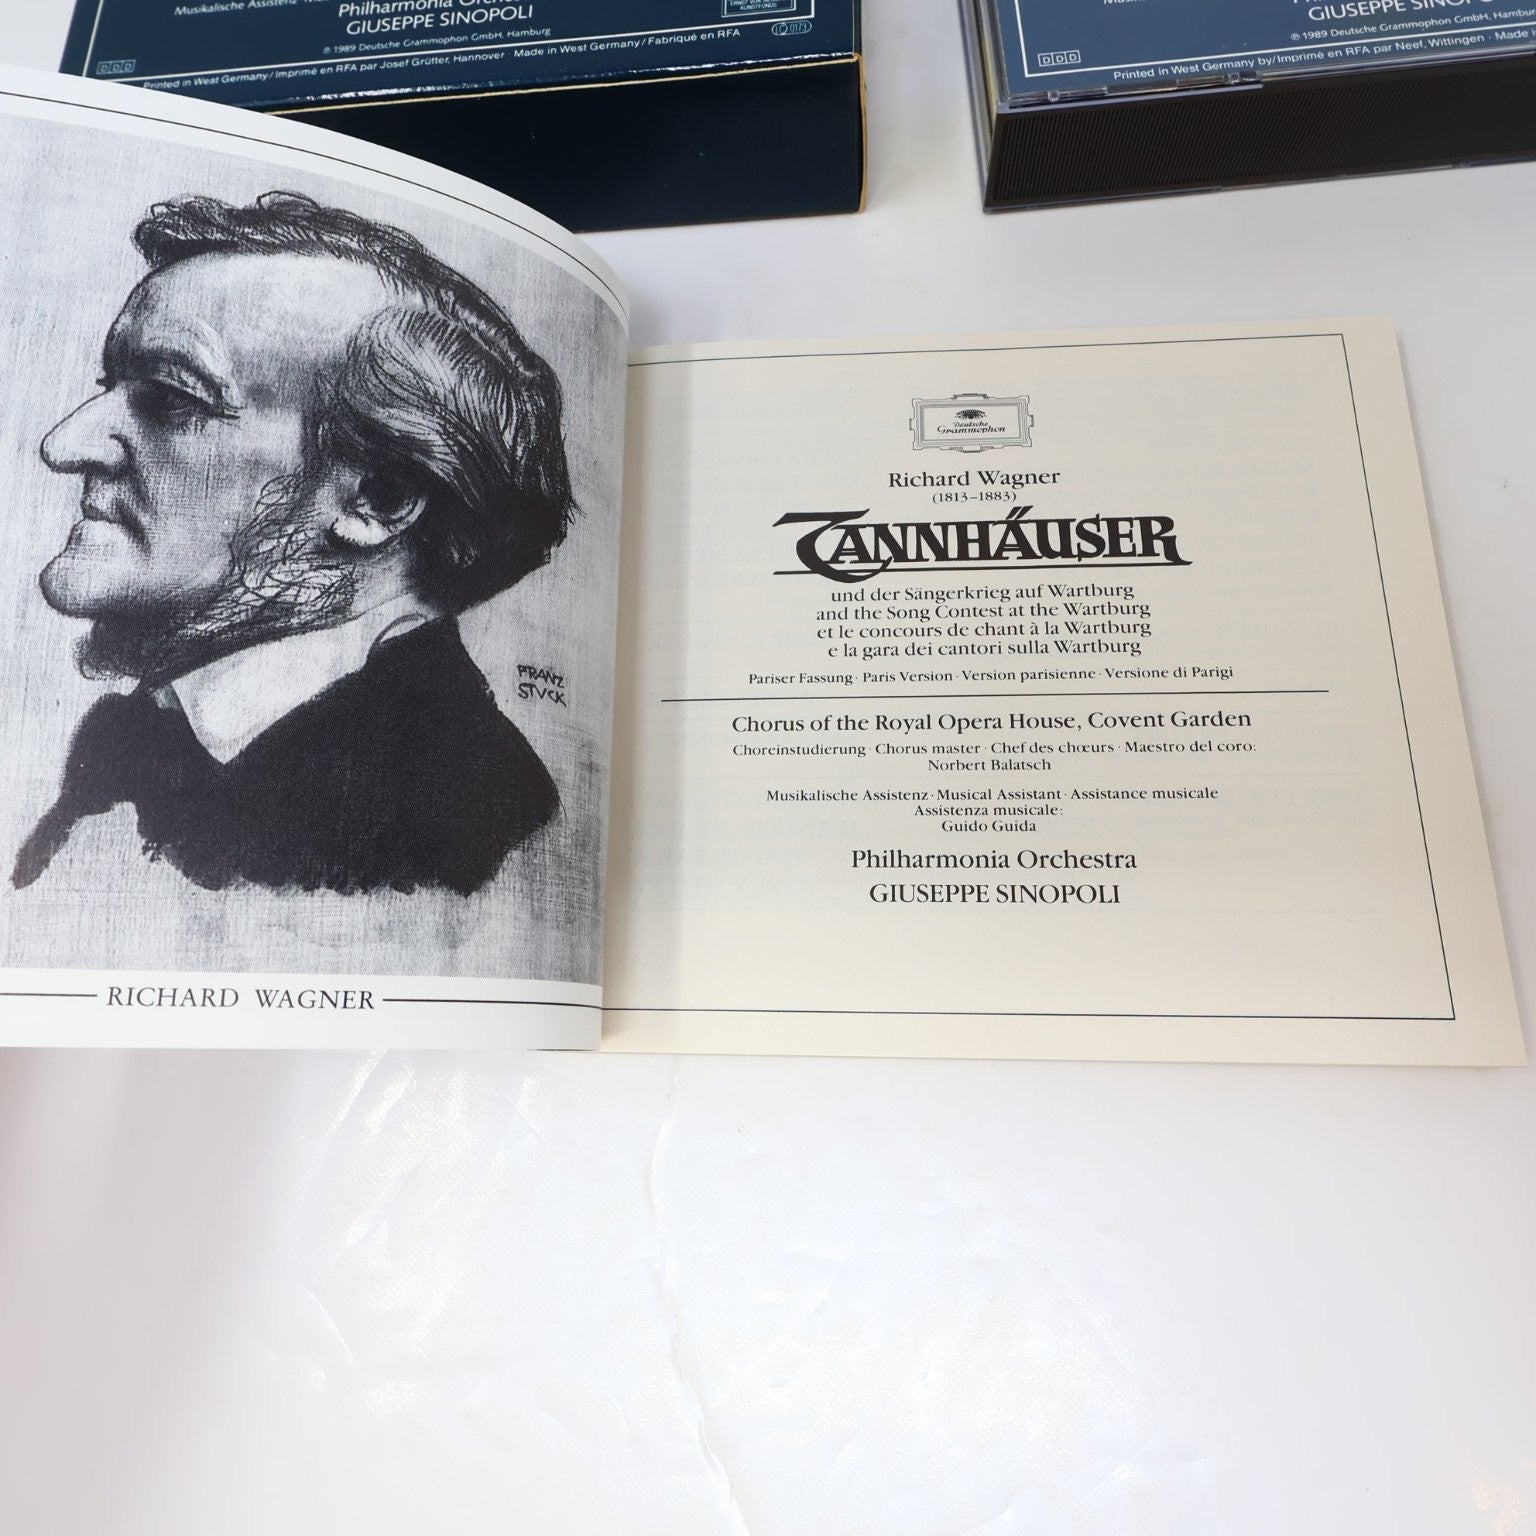 Musikalische Assistenz
Philharmonia
GIUSEPPE SINOPOLI
℗ 1989 Deutsche Grammophon GmbH, Hamburg
DDD
Printed in West Germany/Imprimé en RFA par Josef Grütter, Hannover · Made in West Germany/Fabriqué en RFA
0173
GIUSEPPE
℗ 1989 Deutsche Grammophon GmbH, Hamburg
DDD
Printed in West Germany by/Imprimé en RFA par Neef, Wittingen · Made
FRANZ
STVCK
RICHARD WAGNER
Deutsche
Grammophon
Richard Wagner
(1813–1883)
TANNHÄUSER
und der Sängerkrieg auf Wartburg
and the Song Contest at the Wartburg
et le concours de chant à la Wartburg
e la gara dei cantori sulla Wartburg
Pariser Fassung · Paris Version · Version parisienne · Versione di Parigi
Chorus of the Royal Opera House, Covent Garden
Choreinstudierung · Chorus master · Chef des chœurs · Maestro del coro:
Norbert Balatsch
Musikalische Assistenz · Musical Assistant · Assistance musicale
Assistenza musicale:
Guido Guida
Philharmonia Orchestra
GIUSEPPE SINOPOLI